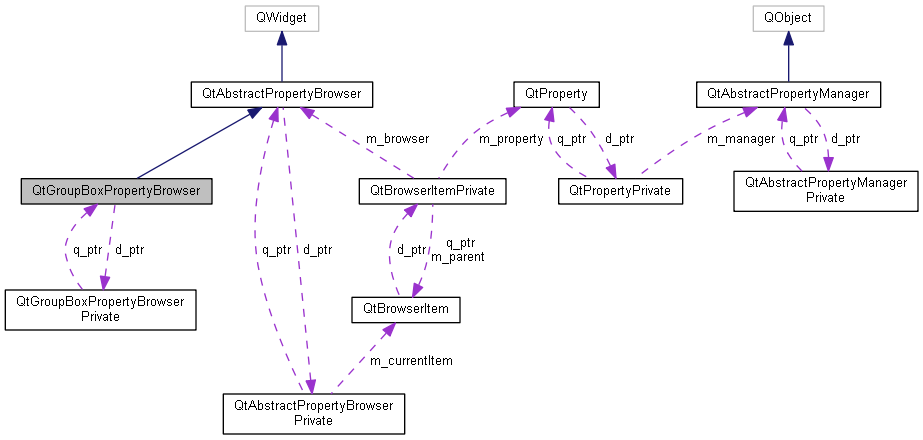 QWidget
QObject
QtAbstractPropertyBrowser
QtProperty
QtAbstractPropertyManager
m_browser
m_property
q_ptr
d_ptr
m_manager
q_ptr
d_ptr
QtGroupBoxPropertyBrowser
QtBrowserItemPrivate
QtPropertyPrivate
QtAbstractPropertyManager
Private
q_ptr
d_ptr
q_ptr
d_ptr
d_ptr
q_ptr
m_parent
QtGroupBoxPropertyBrowser
Private
QtBrowserItem
m_currentItem
QtAbstractPropertyBrowser
Private